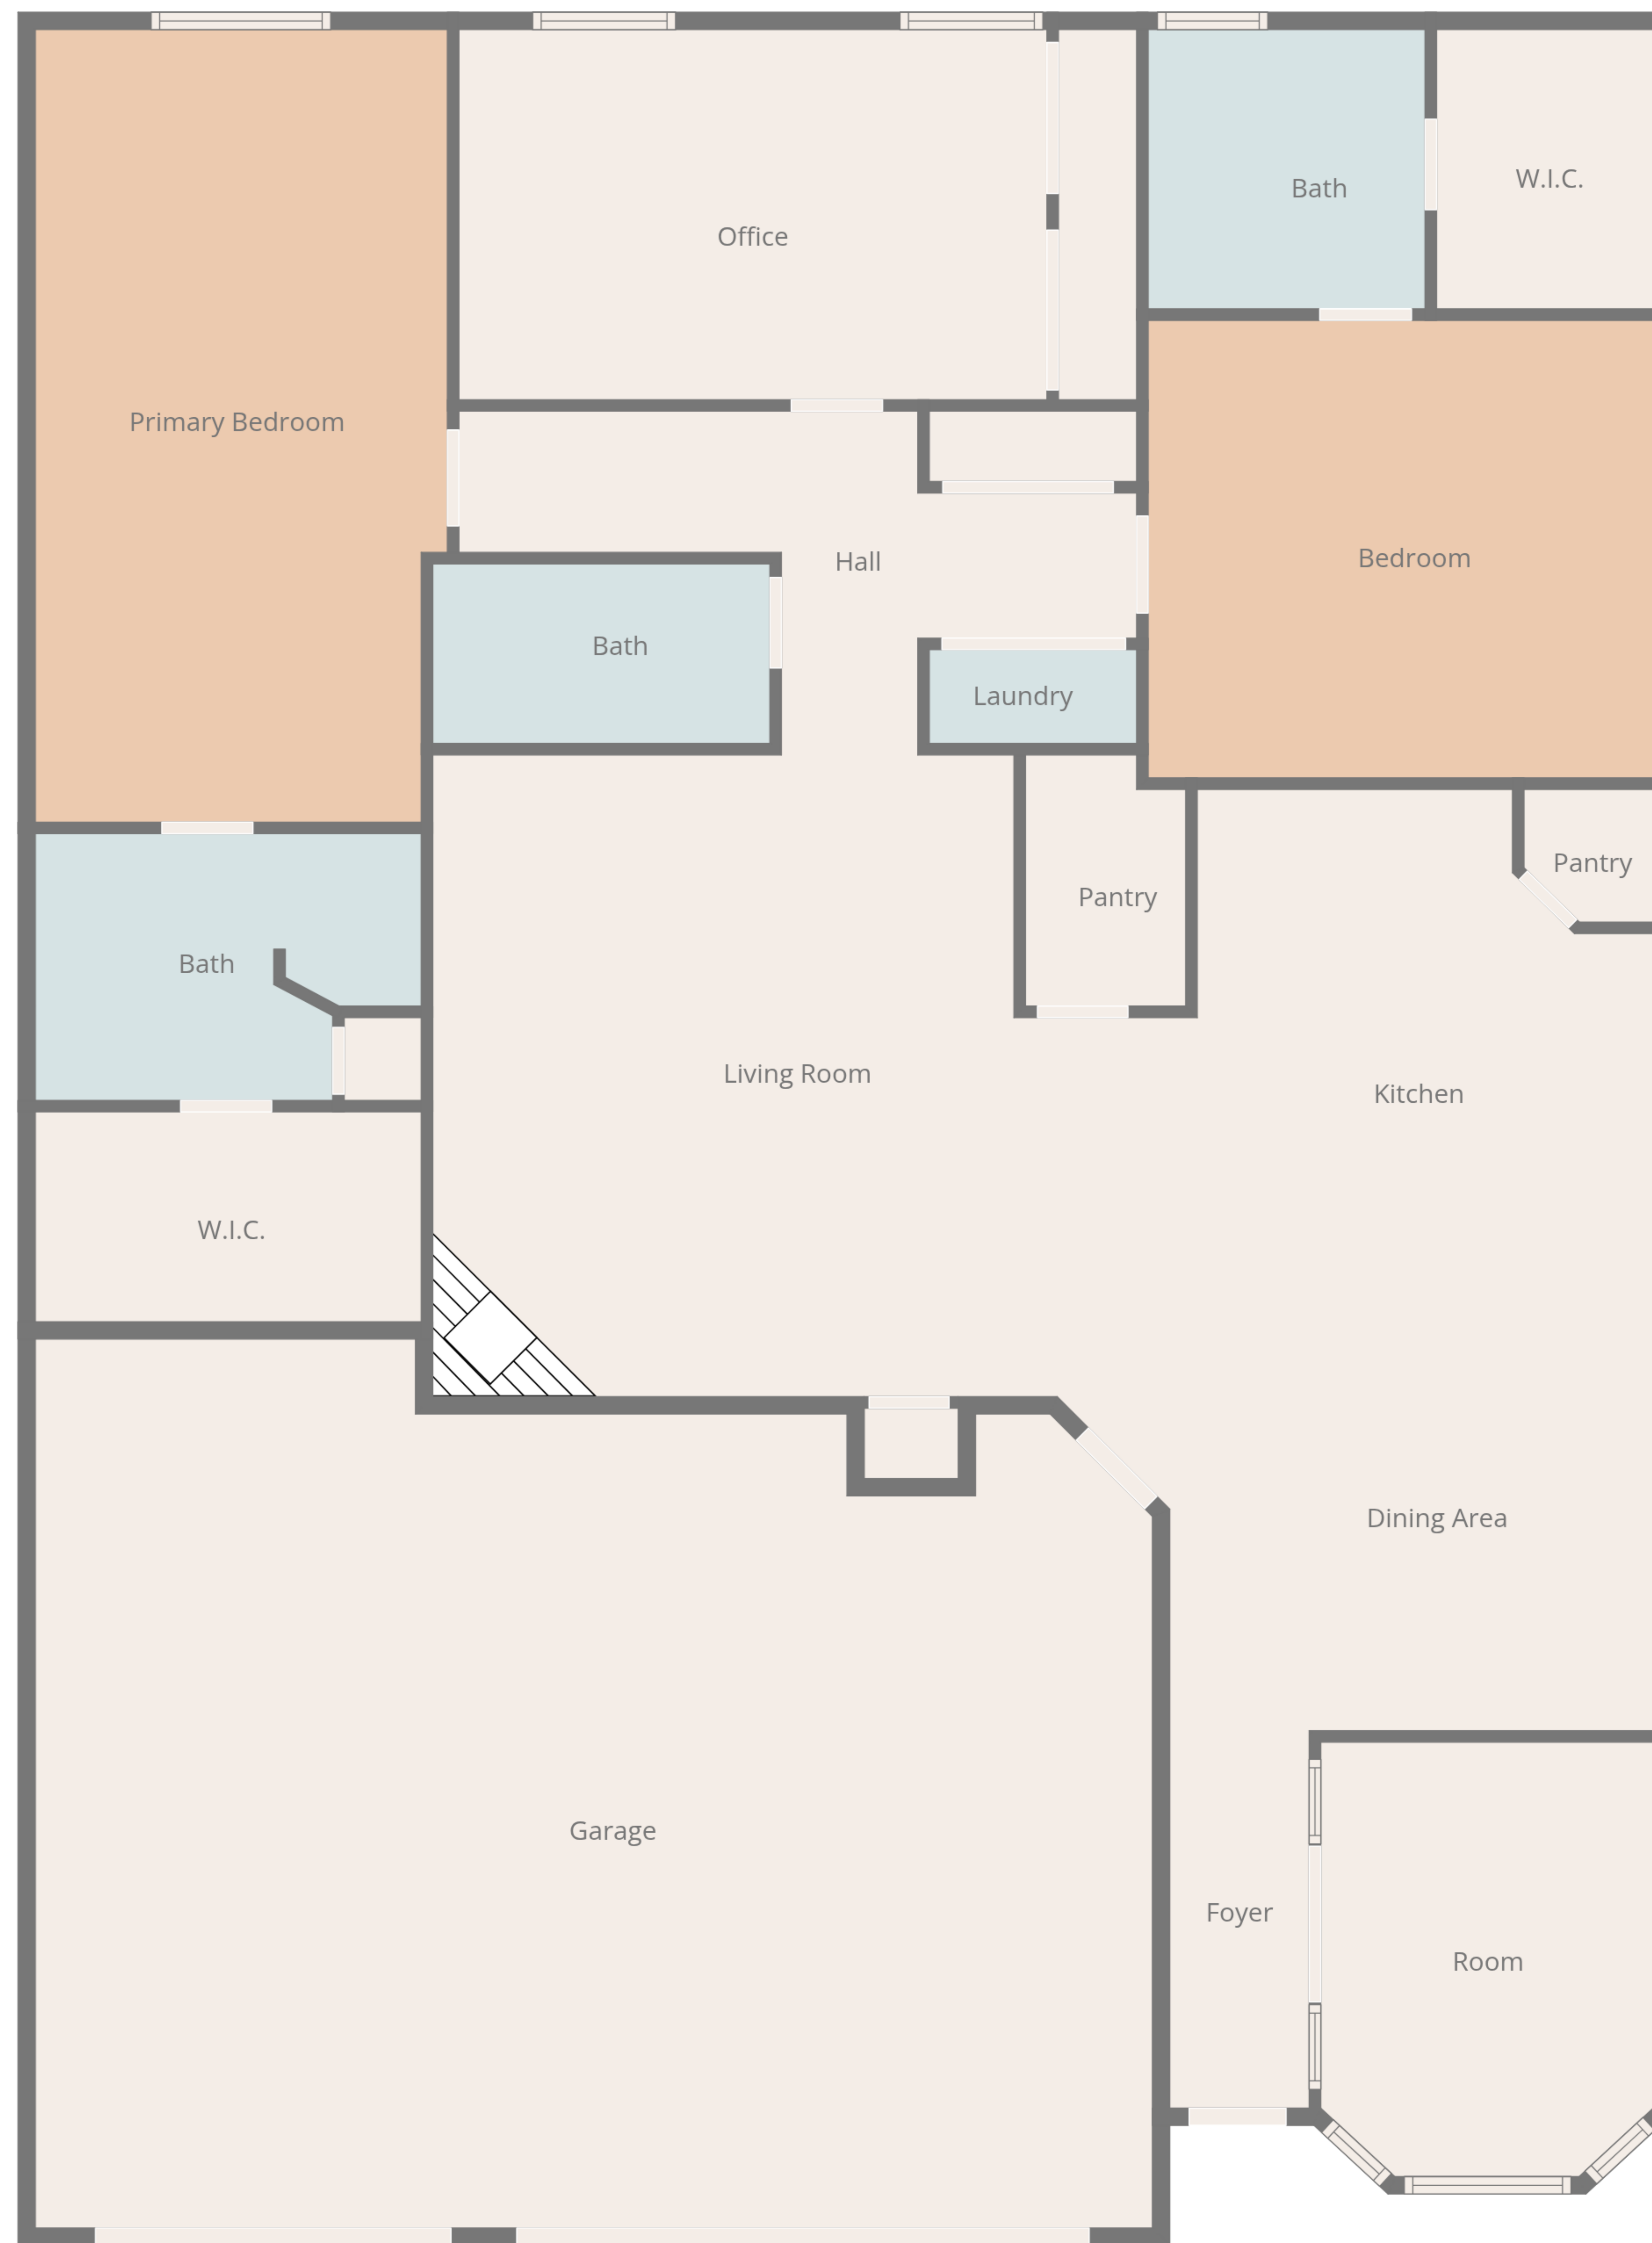 Bath
W.I.C.
Office
Primary Bedroom
Hall
Bedroom
Bath
Laundry
Pantry
Pantry
Bath
Living Room
Kitchen
W.I.C.
Dining Area
Garage
Foyer
Room